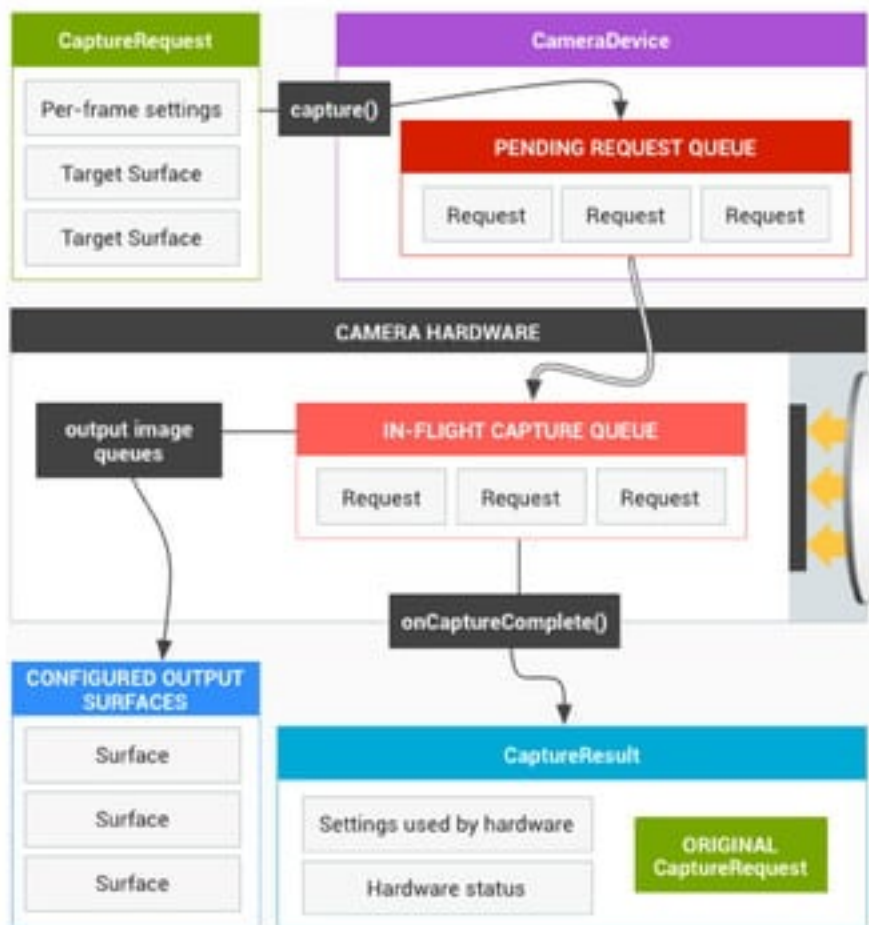 CaptureRequest
Per-frame settings
Target Surface
Target Surface
capture()
CameraDevice
PENDING REQUEST QUEUE
Request
Request
Request
CAMERA HARDWARE
output image
queues
IN-FLIGHT CAPTURE QUEUE
Request
Request
Request
onCaptureComplete()
CONFIGURED OUTPUT
SURFACES
Surface
Surface
Surface
CaptureResult
Settings used by hardware
Hardware status
ORIGINAL
CaptureRequest